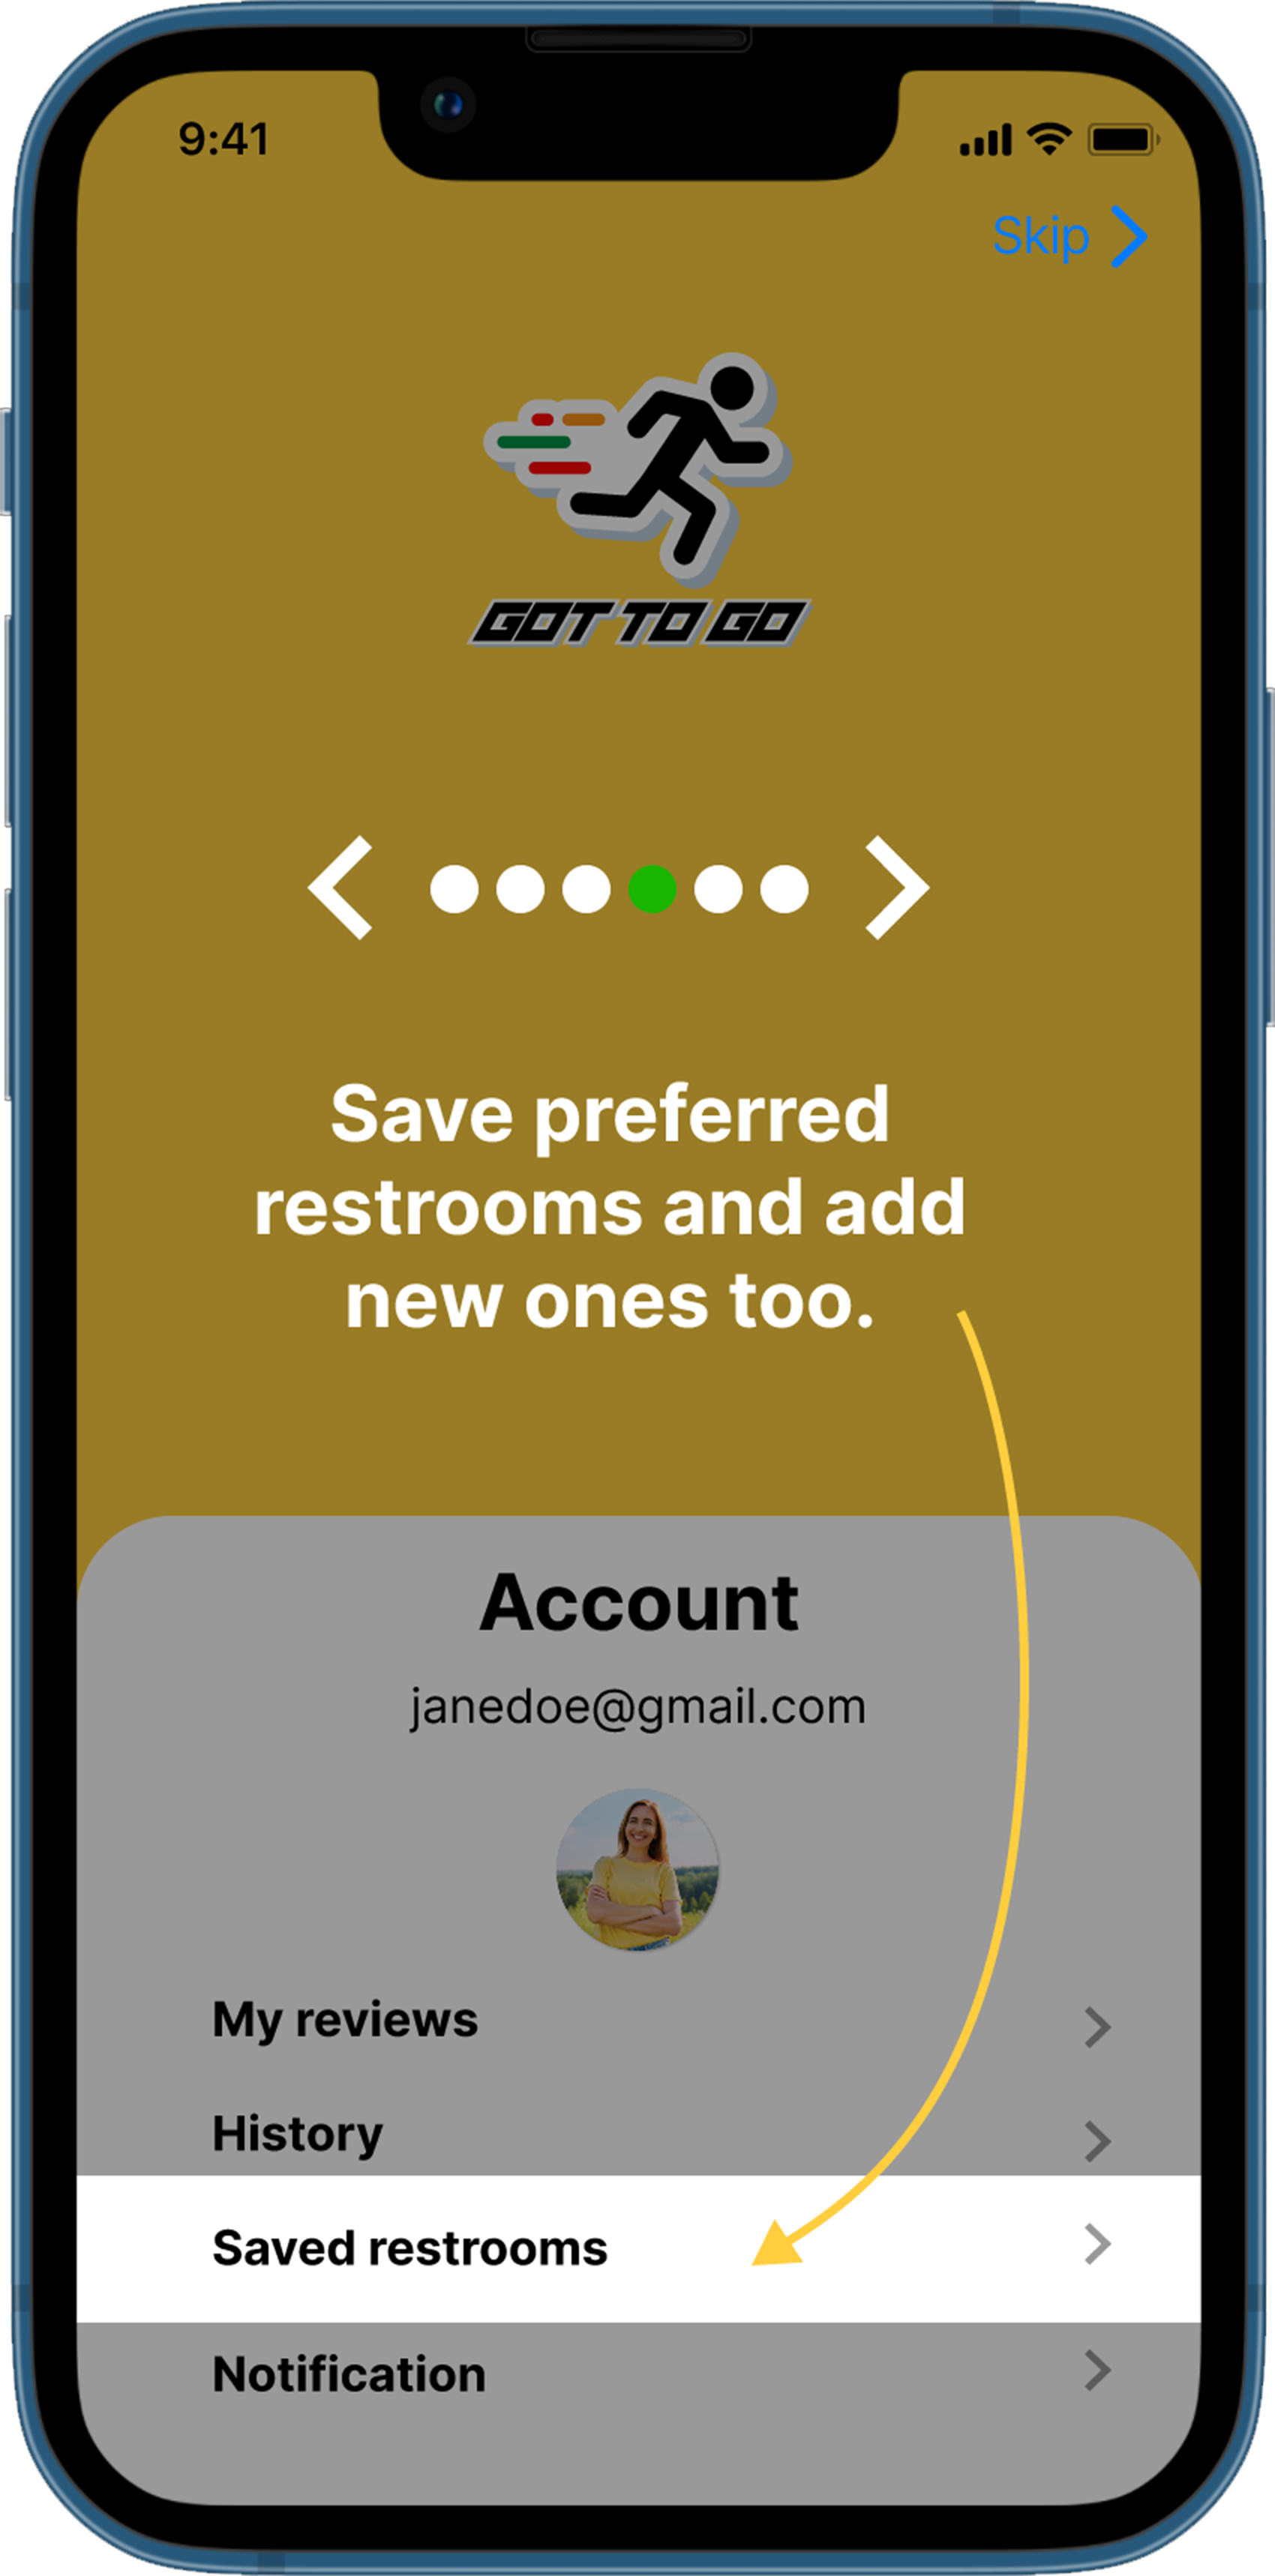 9:41
Skip
GOT TO GO
Save preferred
restrooms and add
new ones too.
Account
janedoe@gmail.com
My reviews
History
Saved restrooms
Notification